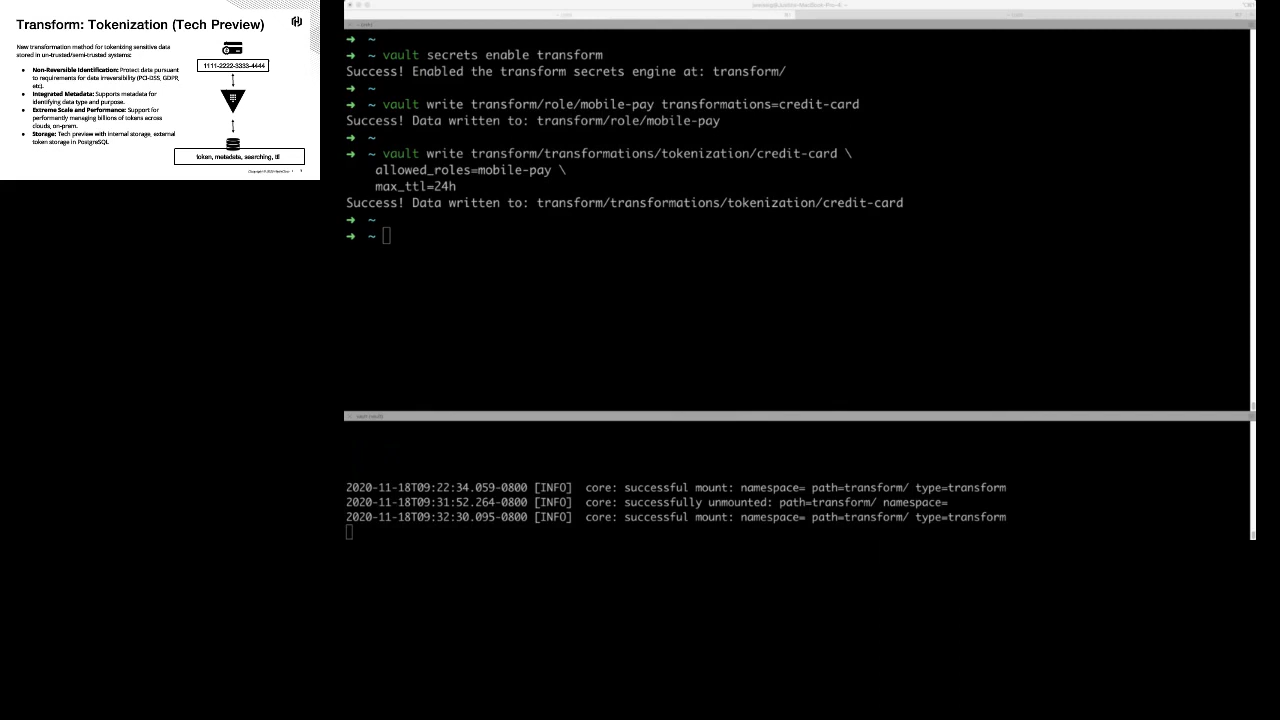 Transform: Tokenization (Tech Preview)
New transformation method for tokenizing sensitive data
stored in un-trusted/semi-trusted systems:
● Non-Reversible Identification: Protect data pursuant
to requirements for data irreversibility (PCI-DSS, GDPR,
etc).
● Integrated Metadata: Supports metadata for
identifying data type and purpose.
● Extreme Scale and Performance: Support for
performantly managing billions of tokens across
clouds, on-prem.
● Storage: Tech preview with internal storage, external
token storage in PostgreSQL
1111-2222-3333-4444
token, metadata, searching, ttl
➜ ~
➜ ~ vault secrets enable transform
Success! Enabled the transform secrets engine at: transform/
➜ ~
➜ ~ vault write transform/role/mobile-pay transformations=credit-card
Success! Data written to: transform/role/mobile-pay
➜ ~
➜ ~ vault write transform/transformations/tokenization/credit-card \
allowed_roles=mobile-pay \
max_ttl=24h
Success! Data written to: transform/transformations/tokenization/credit-card
➜ ~
➜ ~
2020-11-18T09:22:34.059-0800 [INFO] core: successful mount: namespace= path=transform/ type=transform
2020-11-18T09:31:52.264-0800 [INFO] core: successfully unmounted: path=transform/ namespace=
2020-11-18T09:32:30.095-0800 [INFO] core: successful mount: namespace= path=transform/ type=transform